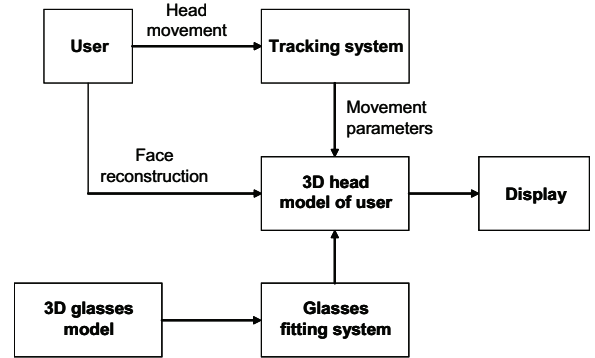 Head
movement
User
Tracking system
Movement
parameters
Face
reconstruction
3D head
model of user
Display
3D glasses
model
Glasses
fitting system